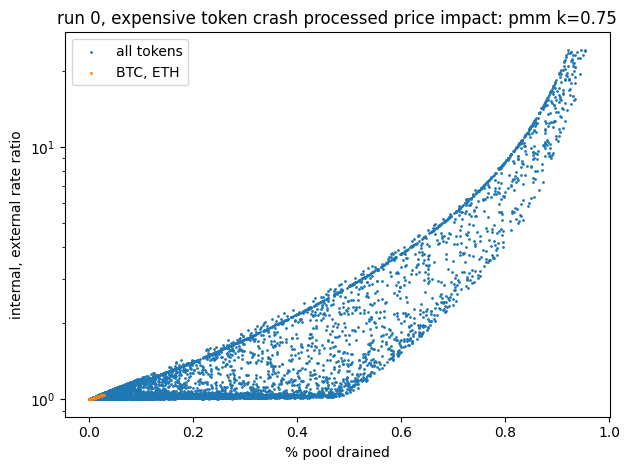 run 0, expensive token crash processed price impact: pmm k=0.75
all tokens
BTC, ETH
internal, external rate ratio
10¹
10⁰
0.0 0.2 0.4 0.6 0.8 1.0
% pool drained